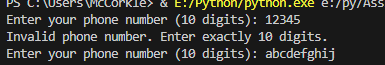 PS C:\Users\McCorkle> & E:/Python/python.exe e:/py/Ass
Enter your phone number (10 digits): 12345
Invalid phone number. Enter exactly 10 digits.
Enter your phone number (10 digits): abcdefghij